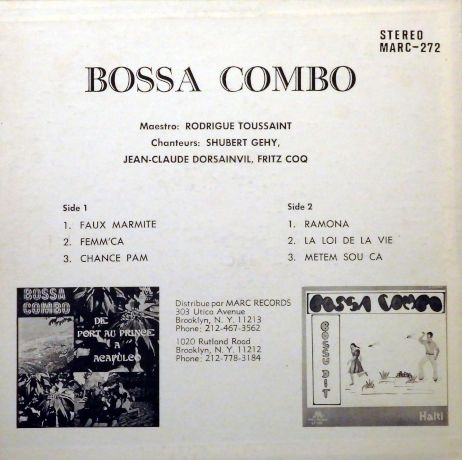 STEREO
MARC-272
BOSSA COMBO
Maestro: RODRIGUE TOUSSAINT
Chanteurs: SHUBERT GEHY,
JEAN-CLAUDE DORSAINVIL, FRITZ COQ
Side 1
1. FAUX MARMITE
2. FEMM'CA
3. CHANCE PAM
Side 2
1. RAMONA
2. LA LOI DE LA VIE
3. METEM SOU CA
BOSSA
COMBO
DE
PORT AU PRINCE
A
ACAPULCO
Distribue par MARC RECORDS
303 Utica Avenue
Brooklyn, N. Y. 11213
Phone: 212-467-3562
1020 Rutland Road
Brooklyn, N. Y. 11212
Phone: 212-778-3184
BOSSA COMBO
BOSSU DIT
Haiti